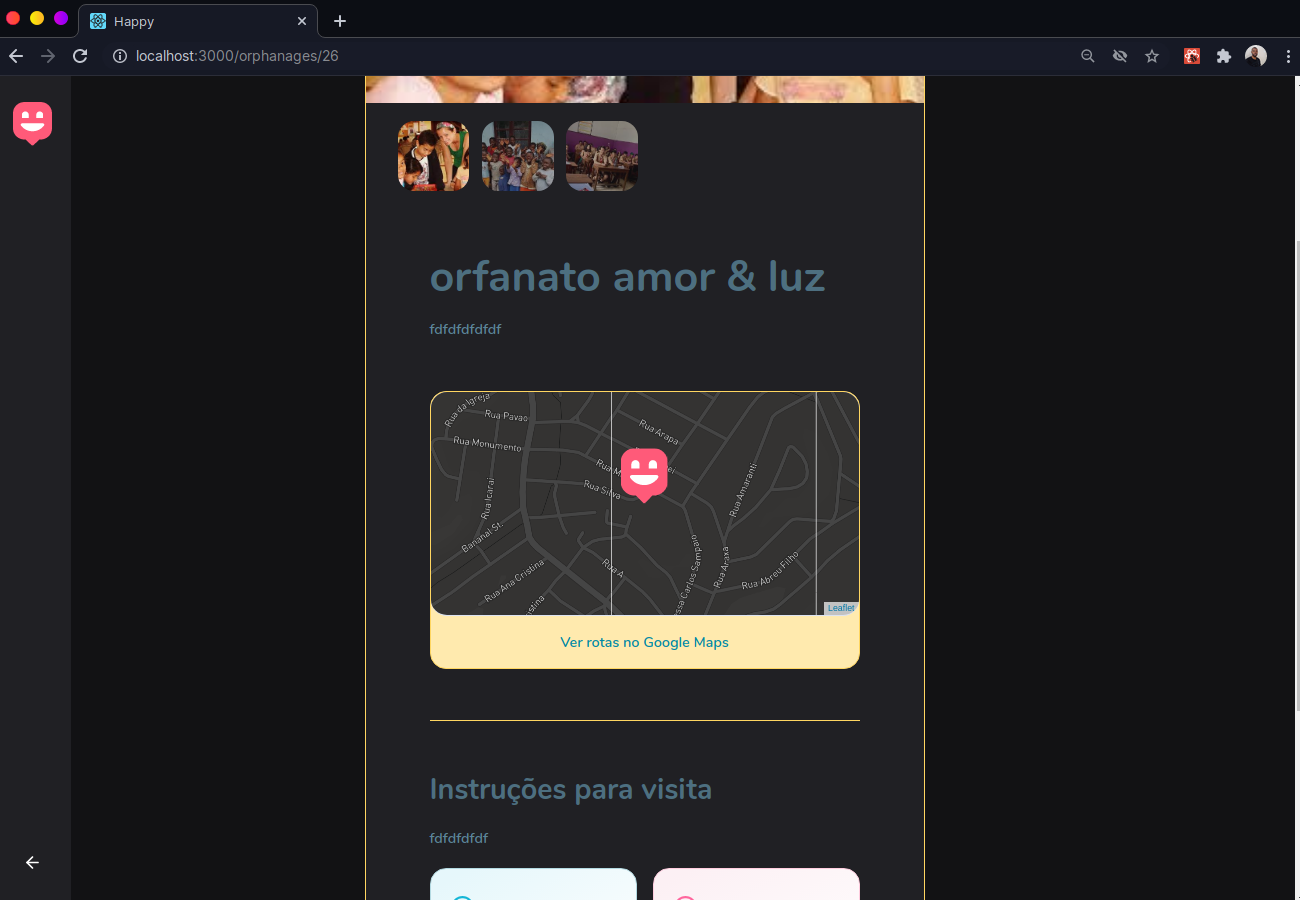 Happy
localhost:3000/orphanages/26
orfanato amor & luz
fdfdfdfdfdf
Rua da Igreja
Rua Pavao
Rua Monumento
Rua Arapa
Rua Icarai
Rua Silva
Rua Amaranti
Bananal St.
Rua A
Rua Ana Cristina
Rua Araxa
Rua Abreu Filho
Carlos Sampaio
Leaflet
Ver rotas no Google Maps
Instruções para visita
fdfdfdfdf